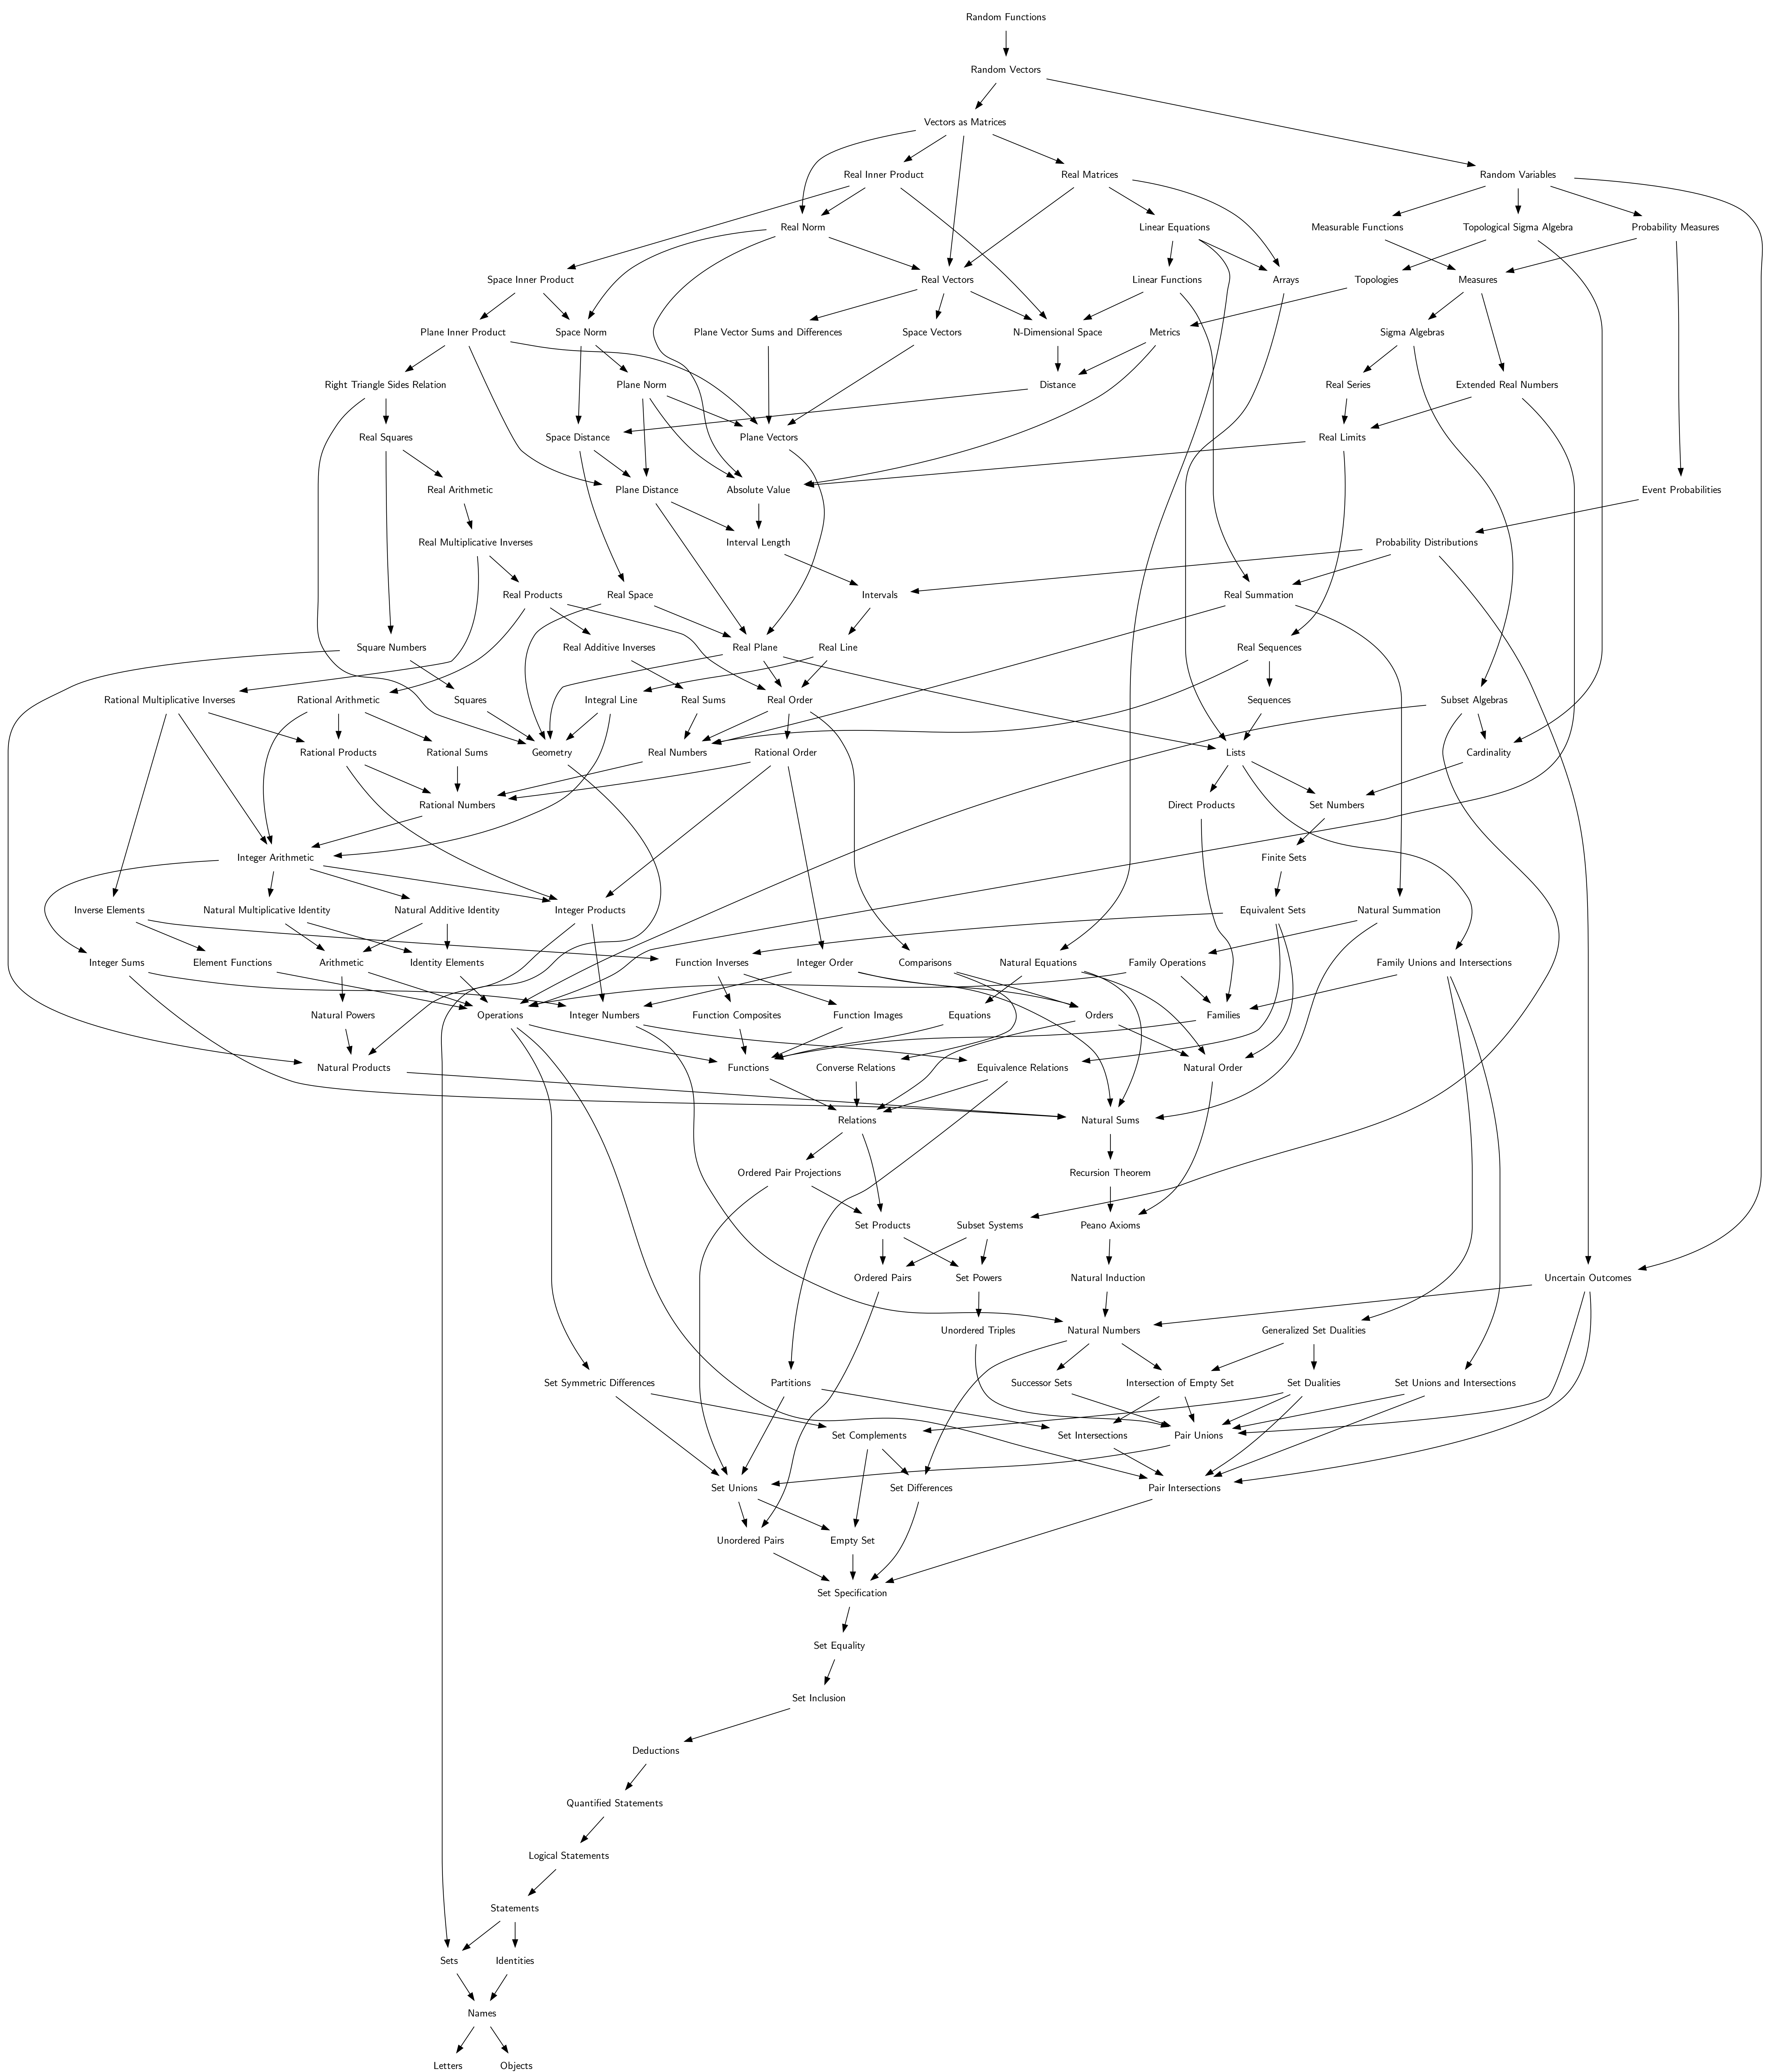 Random Functions
Random Vectors
Vectors as Matrices
Real Inner Product
Real Matrices
Random Variables
Real Norm
Linear Equations
Measurable Functions
Topological Sigma Algebra
Probability Measures
Space Inner Product
Real Vectors
Linear Functions
Arrays
Topologies
Measures
Plane Inner Product
Space Norm
Plane Vector Sums and Differences
Space Vectors
N-Dimensional Space
Metrics
Sigma Algebras
Right Triangle Sides Relation
Plane Norm
Distance
Real Series
Extended Real Numbers
Real Squares
Space Distance
Plane Vectors
Real Limits
Real Arithmetic
Plane Distance
Absolute Value
Event Probabilities
Real Multiplicative Inverses
Interval Length
Probability Distributions
Real Products
Real Space
Intervals
Real Summation
Square Numbers
Real Additive Inverses
Real Plane
Real Line
Real Sequences
Rational Multiplicative Inverses
Rational Arithmetic
Squares
Integral Line
Real Sums
Real Order
Sequences
Subset Algebras
Rational Products
Rational Sums
Geometry
Real Numbers
Rational Order
Lists
Cardinality
Rational Numbers
Direct Products
Set Numbers
Integer Arithmetic
Finite Sets
Inverse Elements
Natural Multiplicative Identity
Natural Additive Identity
Integer Products
Equivalent Sets
Natural Summation
Integer Sums
Element Functions
Arithmetic
Identity Elements
Function Inverses
Integer Order
Comparisons
Natural Equations
Family Operations
Family Unions and Intersections
Natural Powers
Operations
Integer Numbers
Function Composites
Function Images
Equations
Orders
Families
Natural Products
Functions
Converse Relations
Equivalence Relations
Natural Order
Relations
Natural Sums
Ordered Pair Projections
Recursion Theorem
Set Products
Subset Systems
Peano Axioms
Ordered Pairs
Set Powers
Natural Induction
Uncertain Outcomes
Unordered Triples
Natural Numbers
Generalized Set Dualities
Set Symmetric Differences
Partitions
Successor Sets
Intersection of Empty Set
Set Dualities
Set Unions and Intersections
Set Complements
Set Intersections
Pair Unions
Set Unions
Set Differences
Pair Intersections
Unordered Pairs
Empty Set
Set Specification
Set Equality
Set Inclusion
Deductions
Quantified Statements
Logical Statements
Statements
Sets
Identities
Names
Letters
Objects